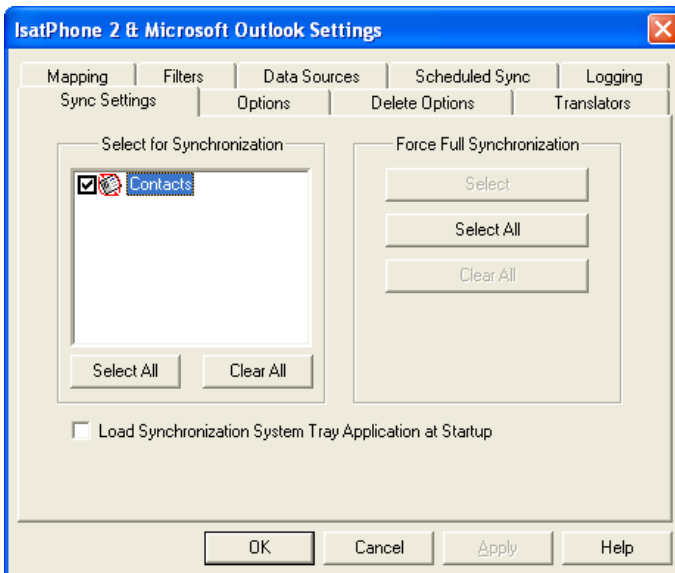 IsatPhone 2 & Microsoft Outlook Settings
Mapping Filters Data Sources Scheduled Sync Logging
Sync Settings Options Delete Options Translators
Select for Synchronization
Contacts
Select All Clear All
Force Full Synchronization
Select
Select All
Clear All
Load Synchronization System Tray Application at Startup
OK Cancel Apply Help